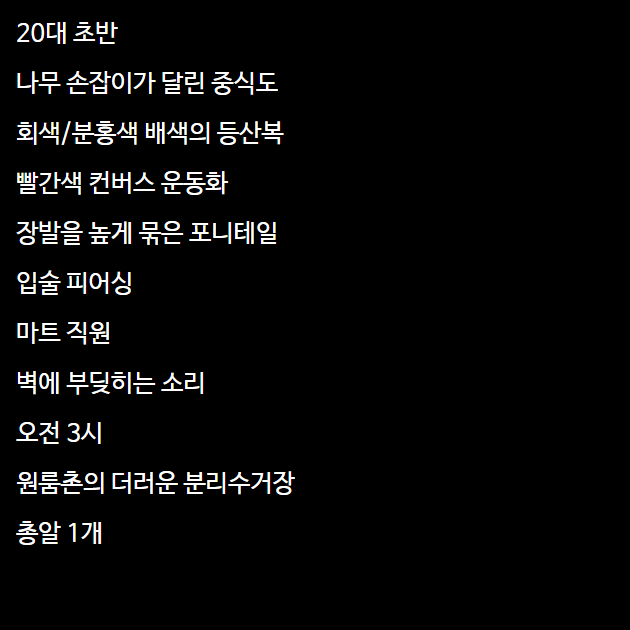 20대 초반
나무 손잡이가 달린 중식도
회색/분홍색 배색의 등산복
빨간색 컨버스 운동화
장발을 높게 묶은 포니테일
입술 피어싱
마트 직원
벽에 부딪히는 소리
오전 3시
원룸촌의 더러운 분리수거장
총알 1개